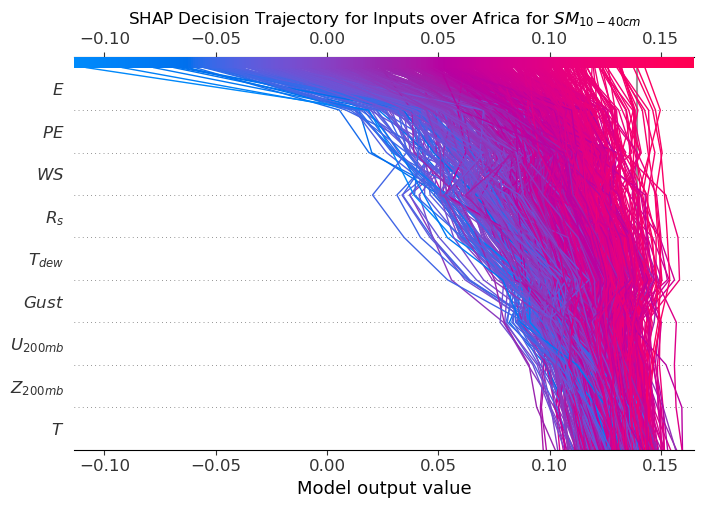 SHAP Decision Trajectory for Inputs over Africa for SM₁₀₋₄₀cm
−0.10 −0.05 0.00 0.05 0.10 0.15
E
PE
WS
Rₛ
T_dew
Gust
U₂₀₀mb
Z₂₀₀mb
T
−0.10 −0.05 0.00 0.05 0.10 0.15
Model output value